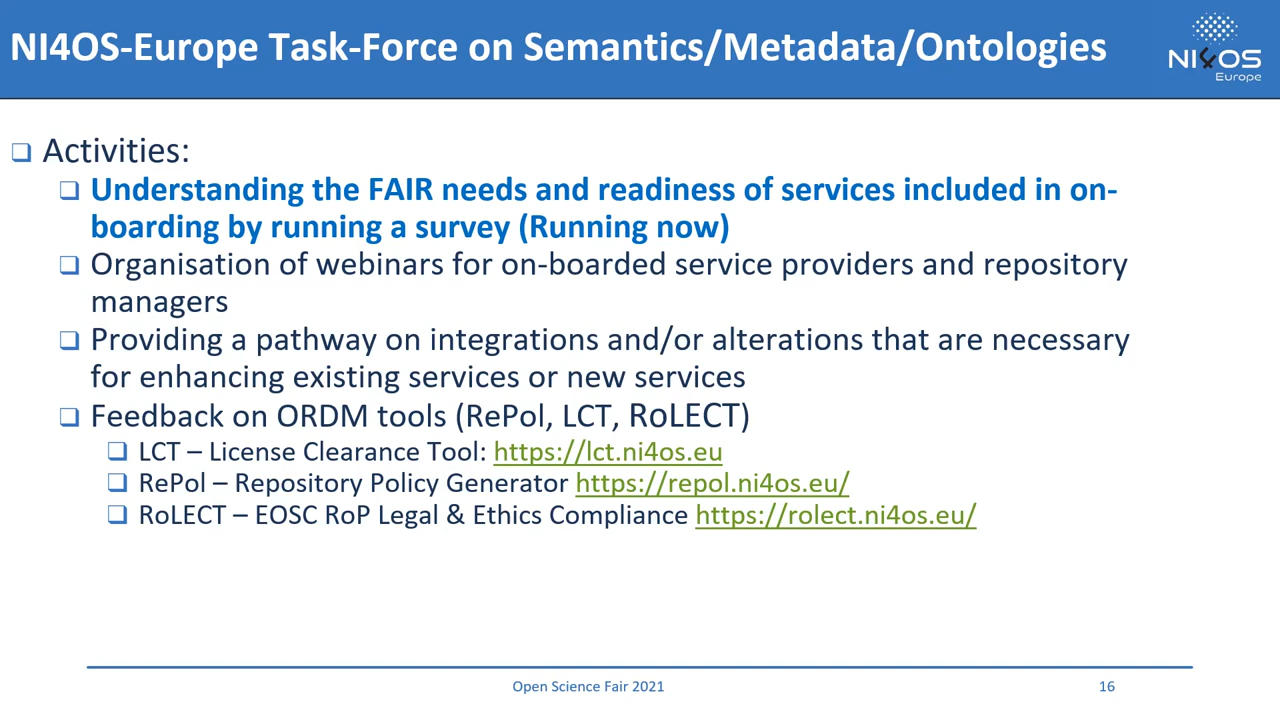 NI4OS-Europe Task-Force on Semantics/Metadata/Ontologies
NI4OS
Europe
Activities:
Understanding the FAIR needs and readiness of services included in on-
boarding by running a survey (Running now)
Organisation of webinars for on-boarded service providers and repository
managers
Providing a pathway on integrations and/or alterations that are necessary
for enhancing existing services or new services
Feedback on ORDM tools (RePol, LCT, RoLECT)
LCT – License Clearance Tool: https://lct.ni4os.eu
RePol – Repository Policy Generator https://repol.ni4os.eu/
RoLECT – EOSC RoP Legal & Ethics Compliance https://rolect.ni4os.eu/
Open Science Fair 2021
16